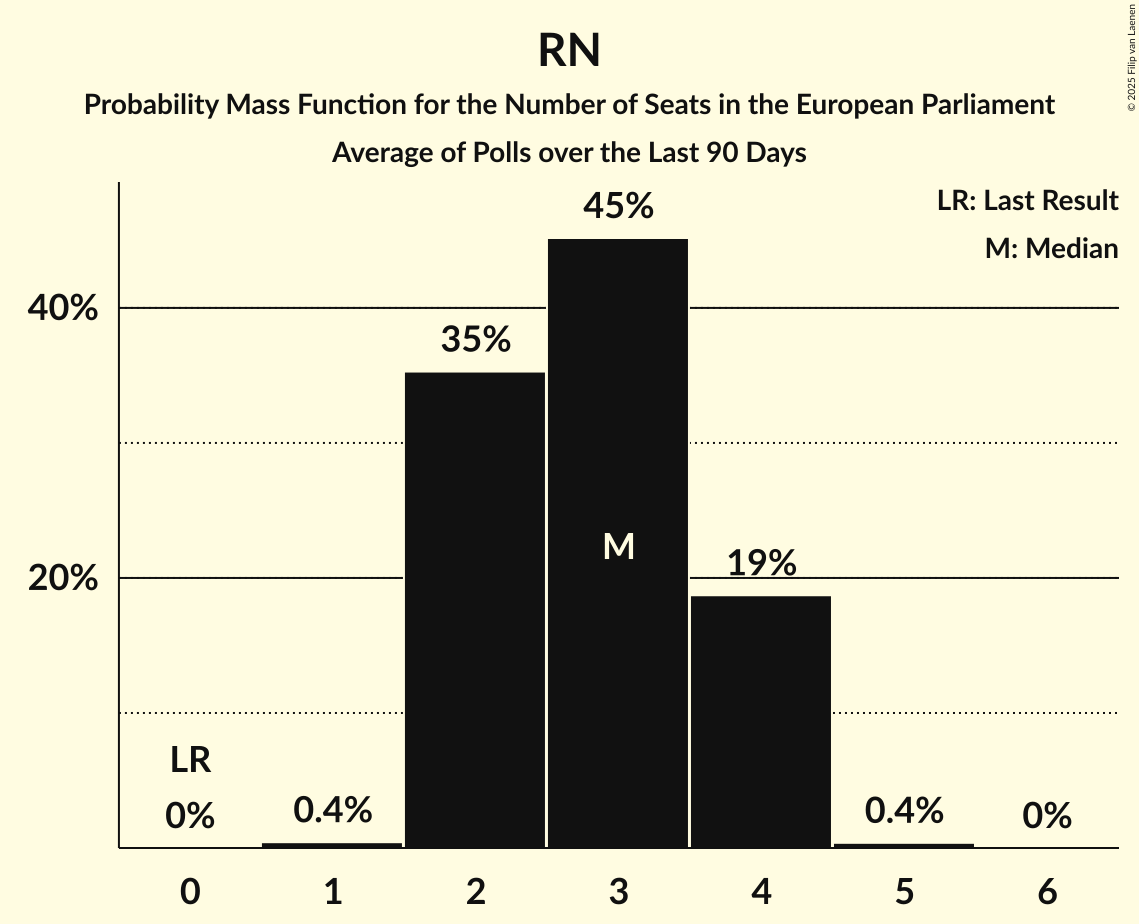 RN
Probability Mass Function for the Number of Seats in the European Parliament
Average of Polls over the Last 90 Days
© 2025 Filip van Laenen
LR: Last Result
M: Median
45%
40%
35%
M
19%
20%
LR
0%
0.4%
0.4%
0%
0
1
2
3
4
5
6